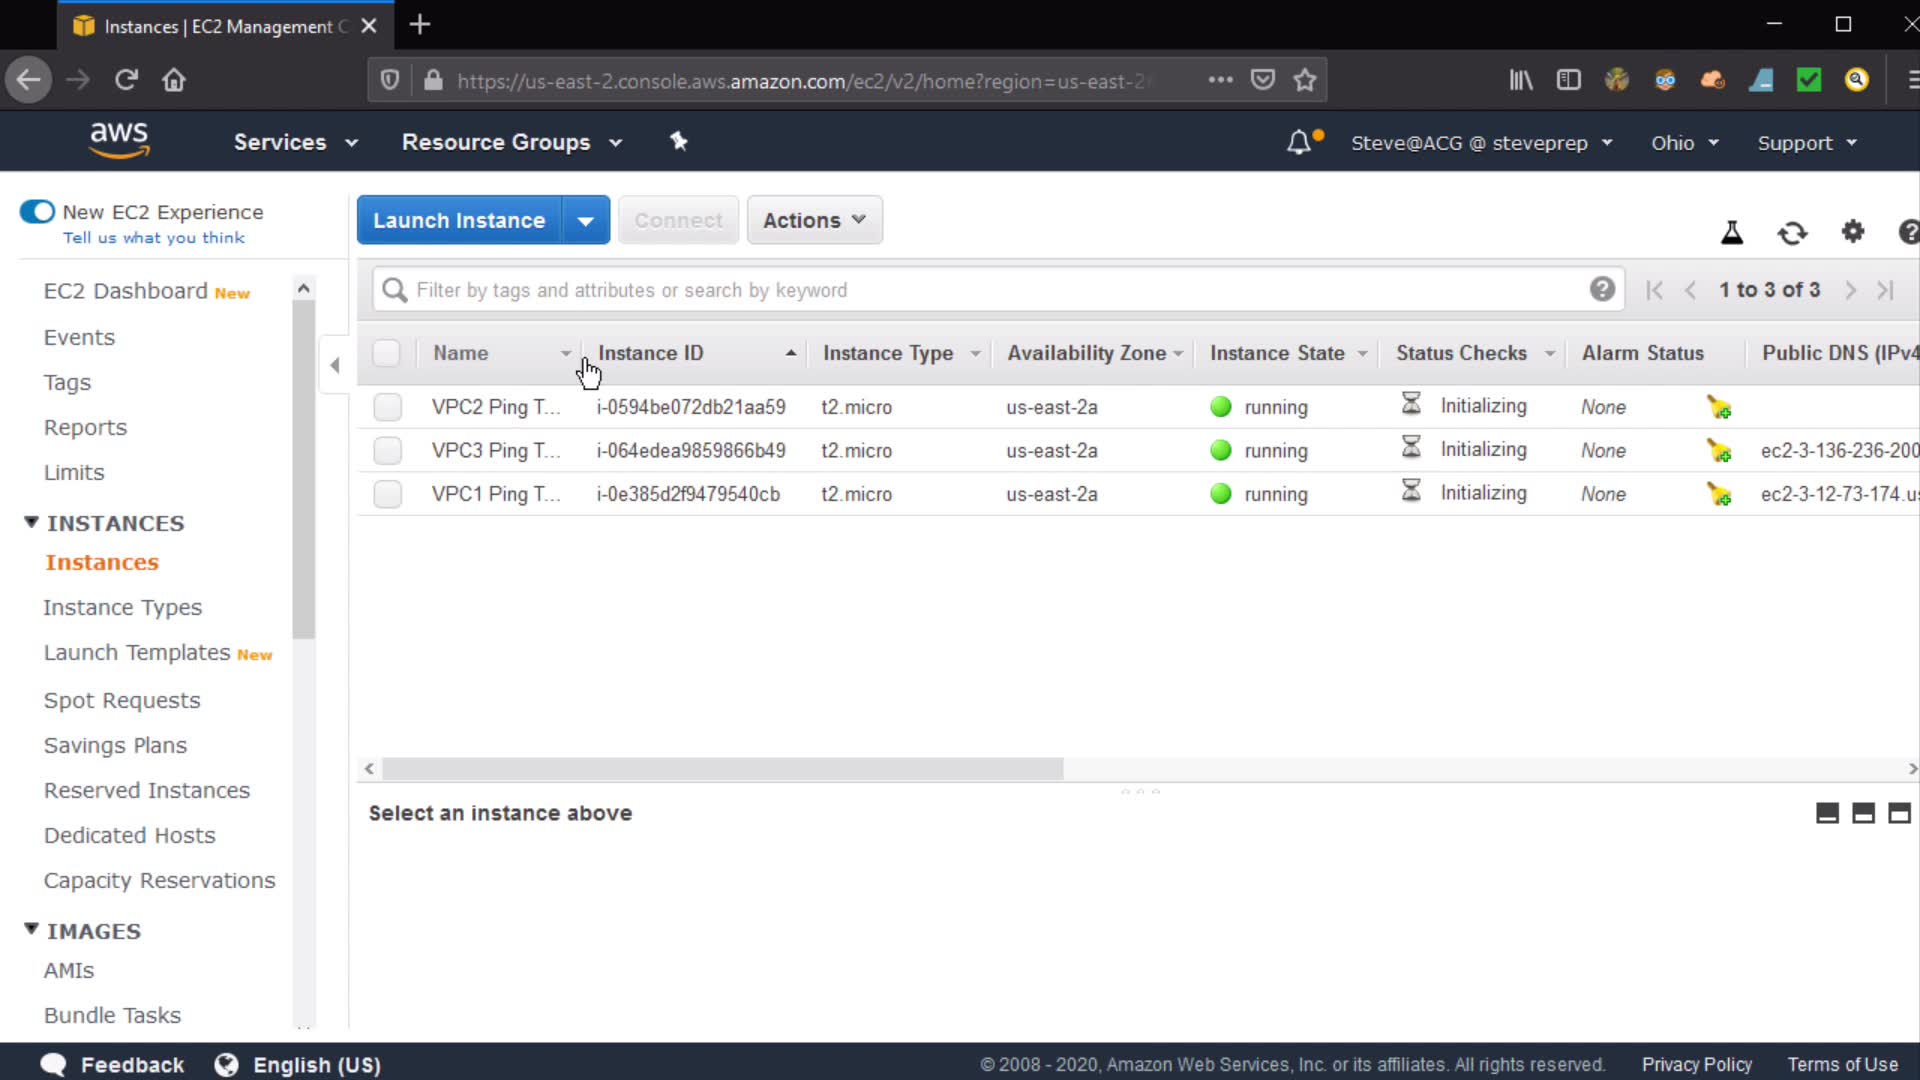 Instances | EC2 Management C
https://us-east-2.console.aws.amazon.com/ec2/v2/home?region=us-east-2
aws
Services
Resource Groups
Steve@ACG @ steveprep
Ohio
Support
New EC2 Experience
Tell us what you think
EC2 Dashboard New
Events
Tags
Reports
Limits
INSTANCES
Instances
Instance Types
Launch Templates New
Spot Requests
Savings Plans
Reserved Instances
Dedicated Hosts
Capacity Reservations
IMAGES
AMIs
Bundle Tasks
Launch Instance
Connect
Actions
Filter by tags and attributes or search by keyword
1 to 3 of 3
Name Instance ID Instance Type Availability Zone Instance State Status Checks Alarm Status Public DNS (IPv4
VPC2 Ping T... i-0594be072db21aa59 t2.micro us-east-2a running Initializing None
VPC3 Ping T... i-064edea9859866b49 t2.micro us-east-2a running Initializing None ec2-3-136-236-200
VPC1 Ping T... i-0e385d2f9479540cb t2.micro us-east-2a running Initializing None ec2-3-12-73-174.us
Select an instance above
Feedback
English (US)
© 2008 - 2020, Amazon Web Services, Inc. or its affiliates. All rights reserved.
Privacy Policy
Terms of Use